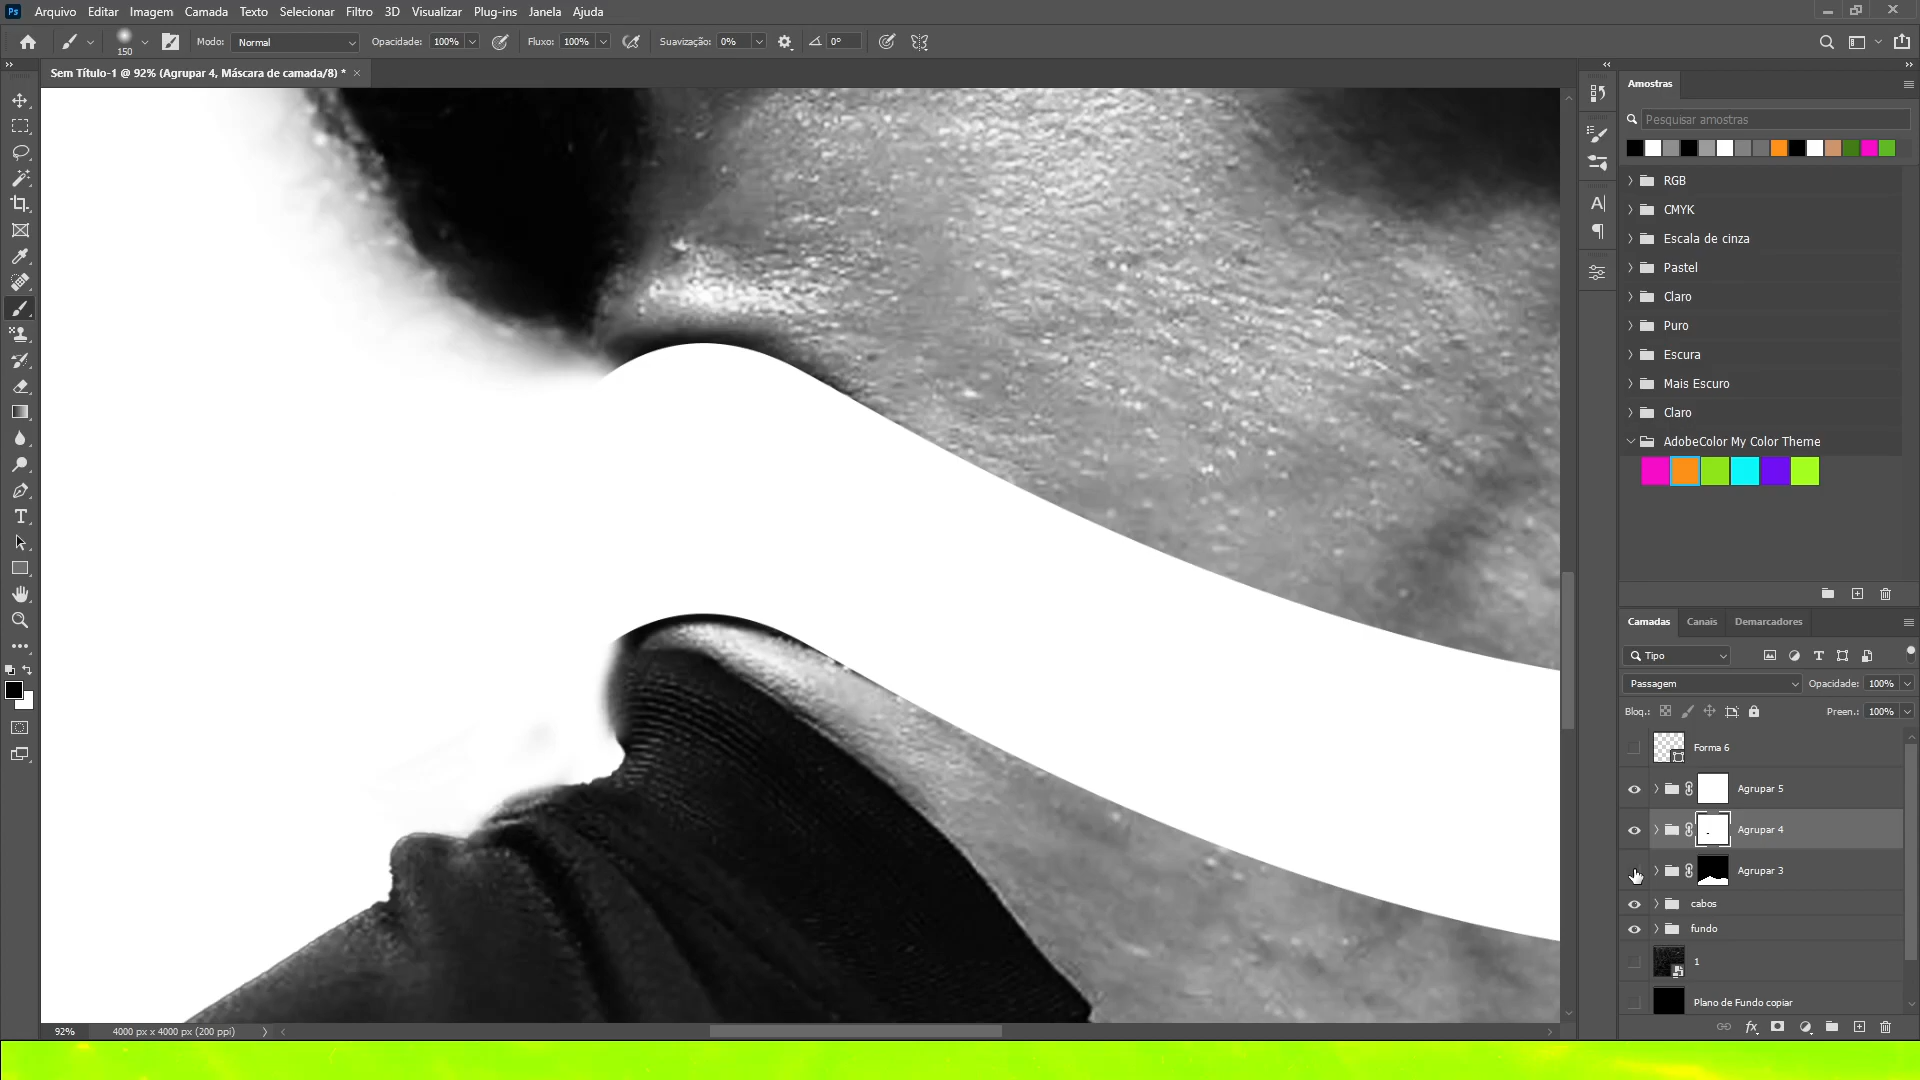 Ps Arquivo Editar Imagem Camada Texto Selecionar Filtro 3D Visualizar Plug-ins Janela Ajuda
150 Modo: Normal Opacidade: 100% Fluxo: 100% Suavização: 0% 0°
Sem Título-1 @ 92% (Agrupar 4, Máscara de camada/8) *
Amostras
Pesquisar amostras
RGB
CMYK
Escala de cinza
Pastel
Claro
Puro
Escura
Mais Escuro
Claro
AdobeColor My Color Theme
Camadas Canais Demarcadores
Tipo
Passagem Opacidade: 100%
Bloq.: Preen.: 100%
Forma 6
Agrupar 5
Agrupar 4
Agrupar 3
cabos
fundo
1
Plano de Fundo copiar
92% 4000 px x 4000 px (200 ppi)